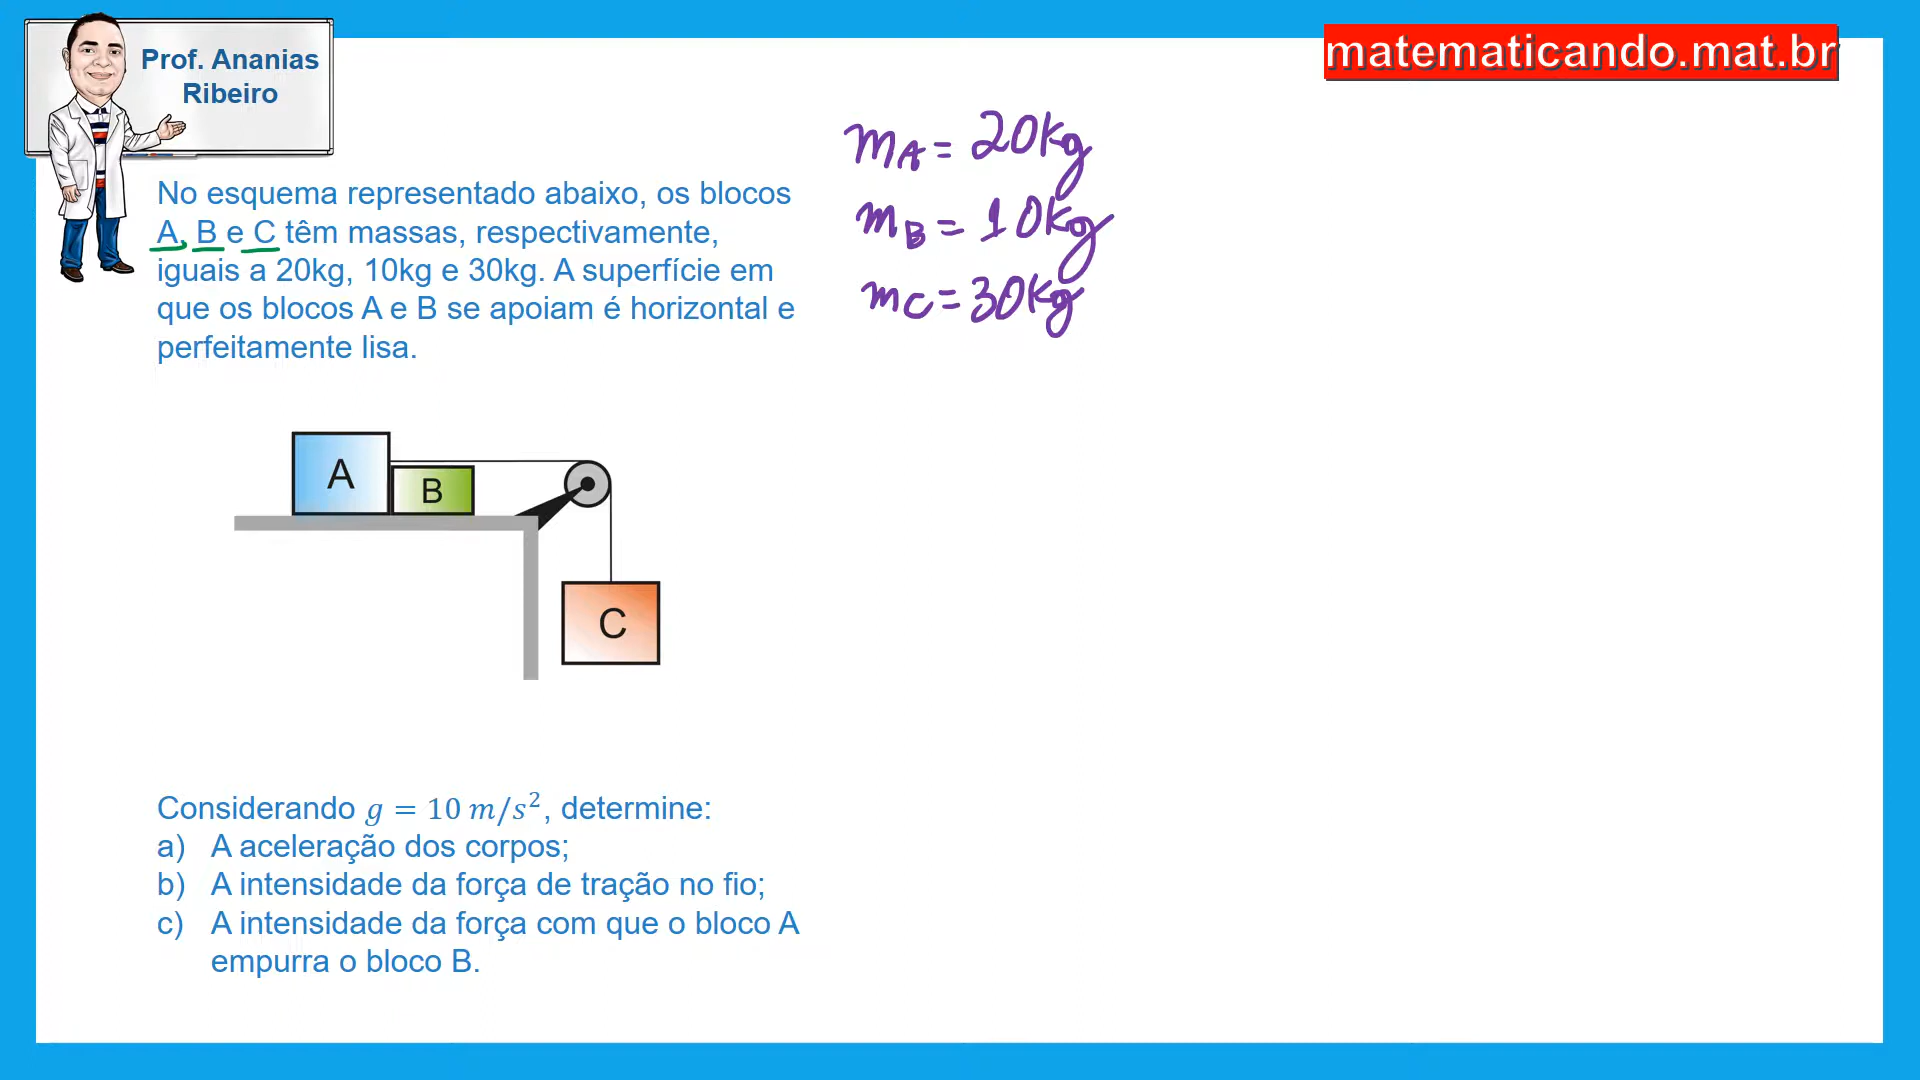 Prof. Ananias
Ribeiro
matematicando.mat.br
No esquema representado abaixo, os blocos
A, B e C têm massas, respectivamente,
iguais a 20kg, 10kg e 30kg. A superfície em
que os blocos A e B se apoiam é horizontal e
perfeitamente lisa.
mA = 20kg
mB = 10kg
mC = 30kg
A
B
C
Considerando g = 10 m/s², determine:
a) A aceleração dos corpos;
b) A intensidade da força de tração no fio;
c) A intensidade da força com que o bloco A
empurra o bloco B.